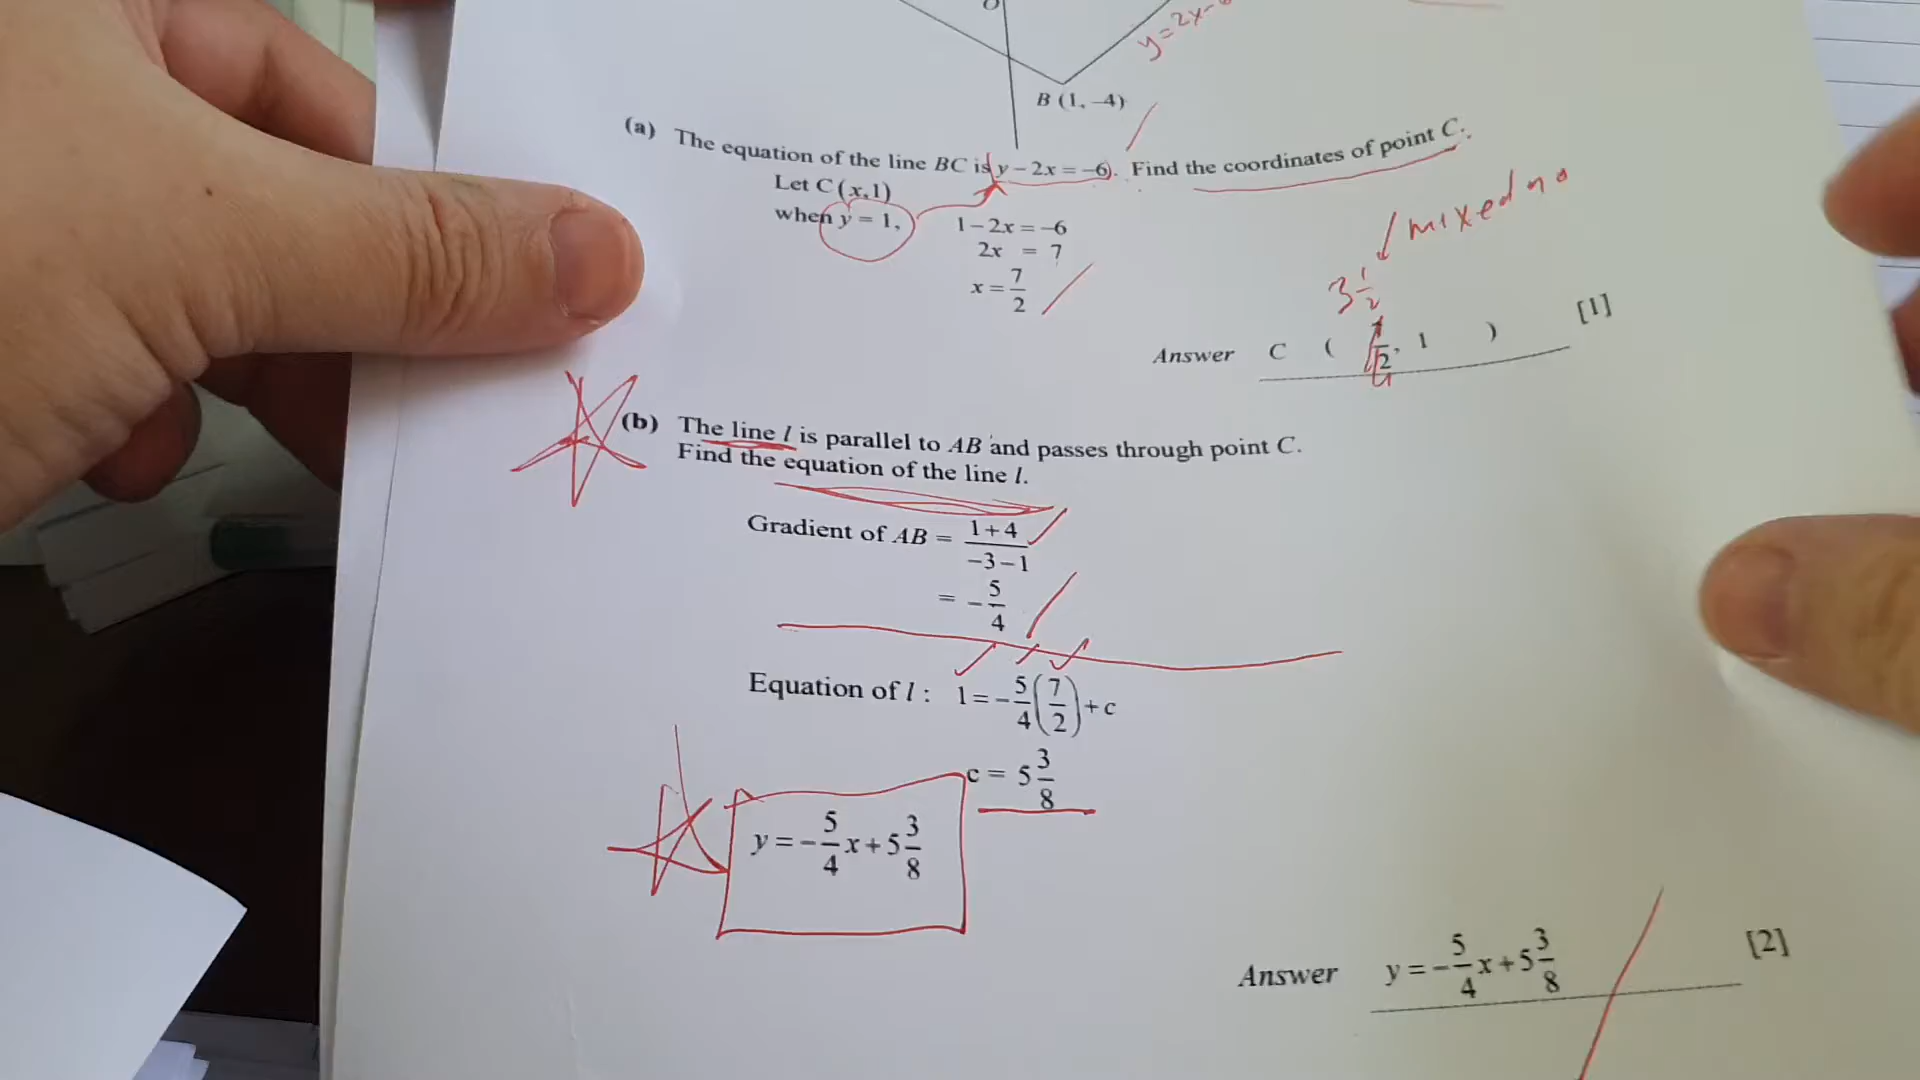 y=2x-
B (1, –4)
(a) The equation of the line BC is y – 2x = –6. Find the coordinates of point C.
Let C (x,1)
when y = 1,
1 – 2x = –6
2x = 7
x = 7/2
mixed no
3 1/2
Answer C ( /2, 1 ) [1]
(b) The line l is parallel to AB and passes through point C.
Find the equation of the line l.
Gradient of AB = (1+4)/(–3–1)
= –5/4
Equation of l : 1 = –5/4(7/2) + c
c = 5 3/8
y = –5/4 x + 5 3/8
Answer y = –5/4 x + 5 3/8 [2]